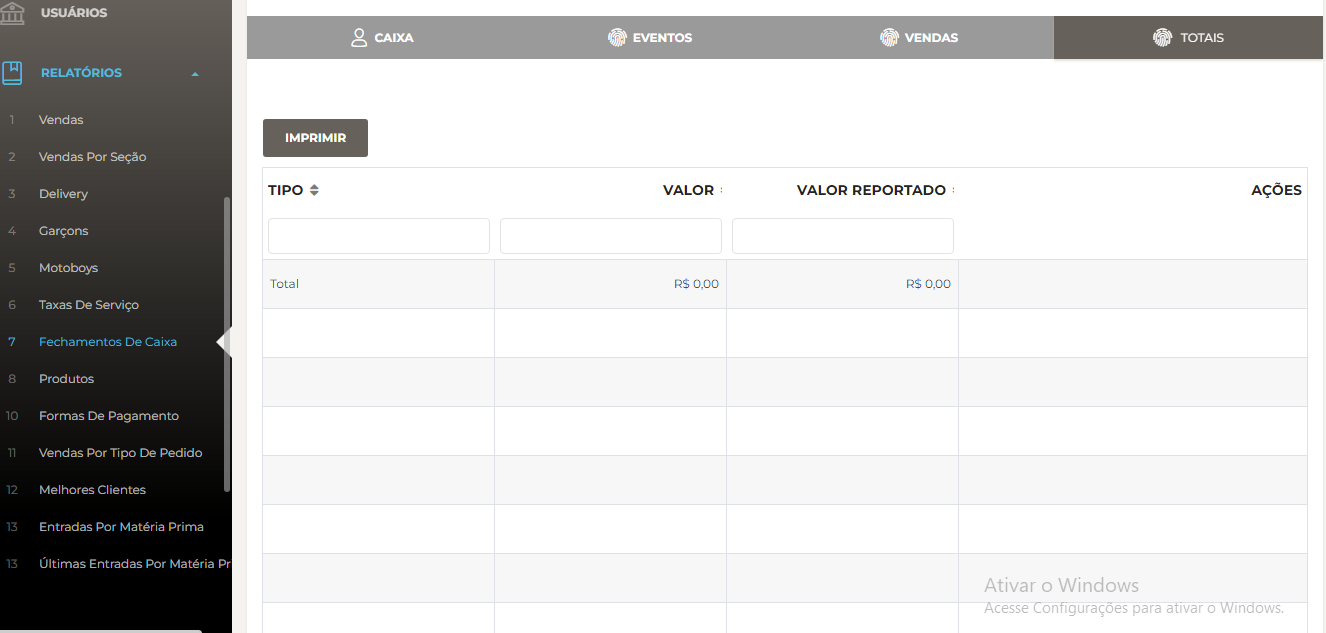 USUÁRIOS
RELATÓRIOS
1 Vendas
2 Vendas Por Seção
3 Delivery
4 Garçons
5 Motoboys
6 Taxas De Serviço
7 Fechamentos De Caixa
8 Produtos
10 Formas De Pagamento
11 Vendas Por Tipo De Pedido
12 Melhores Clientes
13 Entradas Por Matéria Prima
13 Últimas Entradas Por Matéria Pr
CAIXA EVENTOS VENDAS TOTAIS
IMPRIMIR
TIPO VALOR VALOR REPORTADO AÇÕES
Total R$ 0,00 R$ 0,00
Ativar o Windows
Acesse Configurações para ativar o Windows.